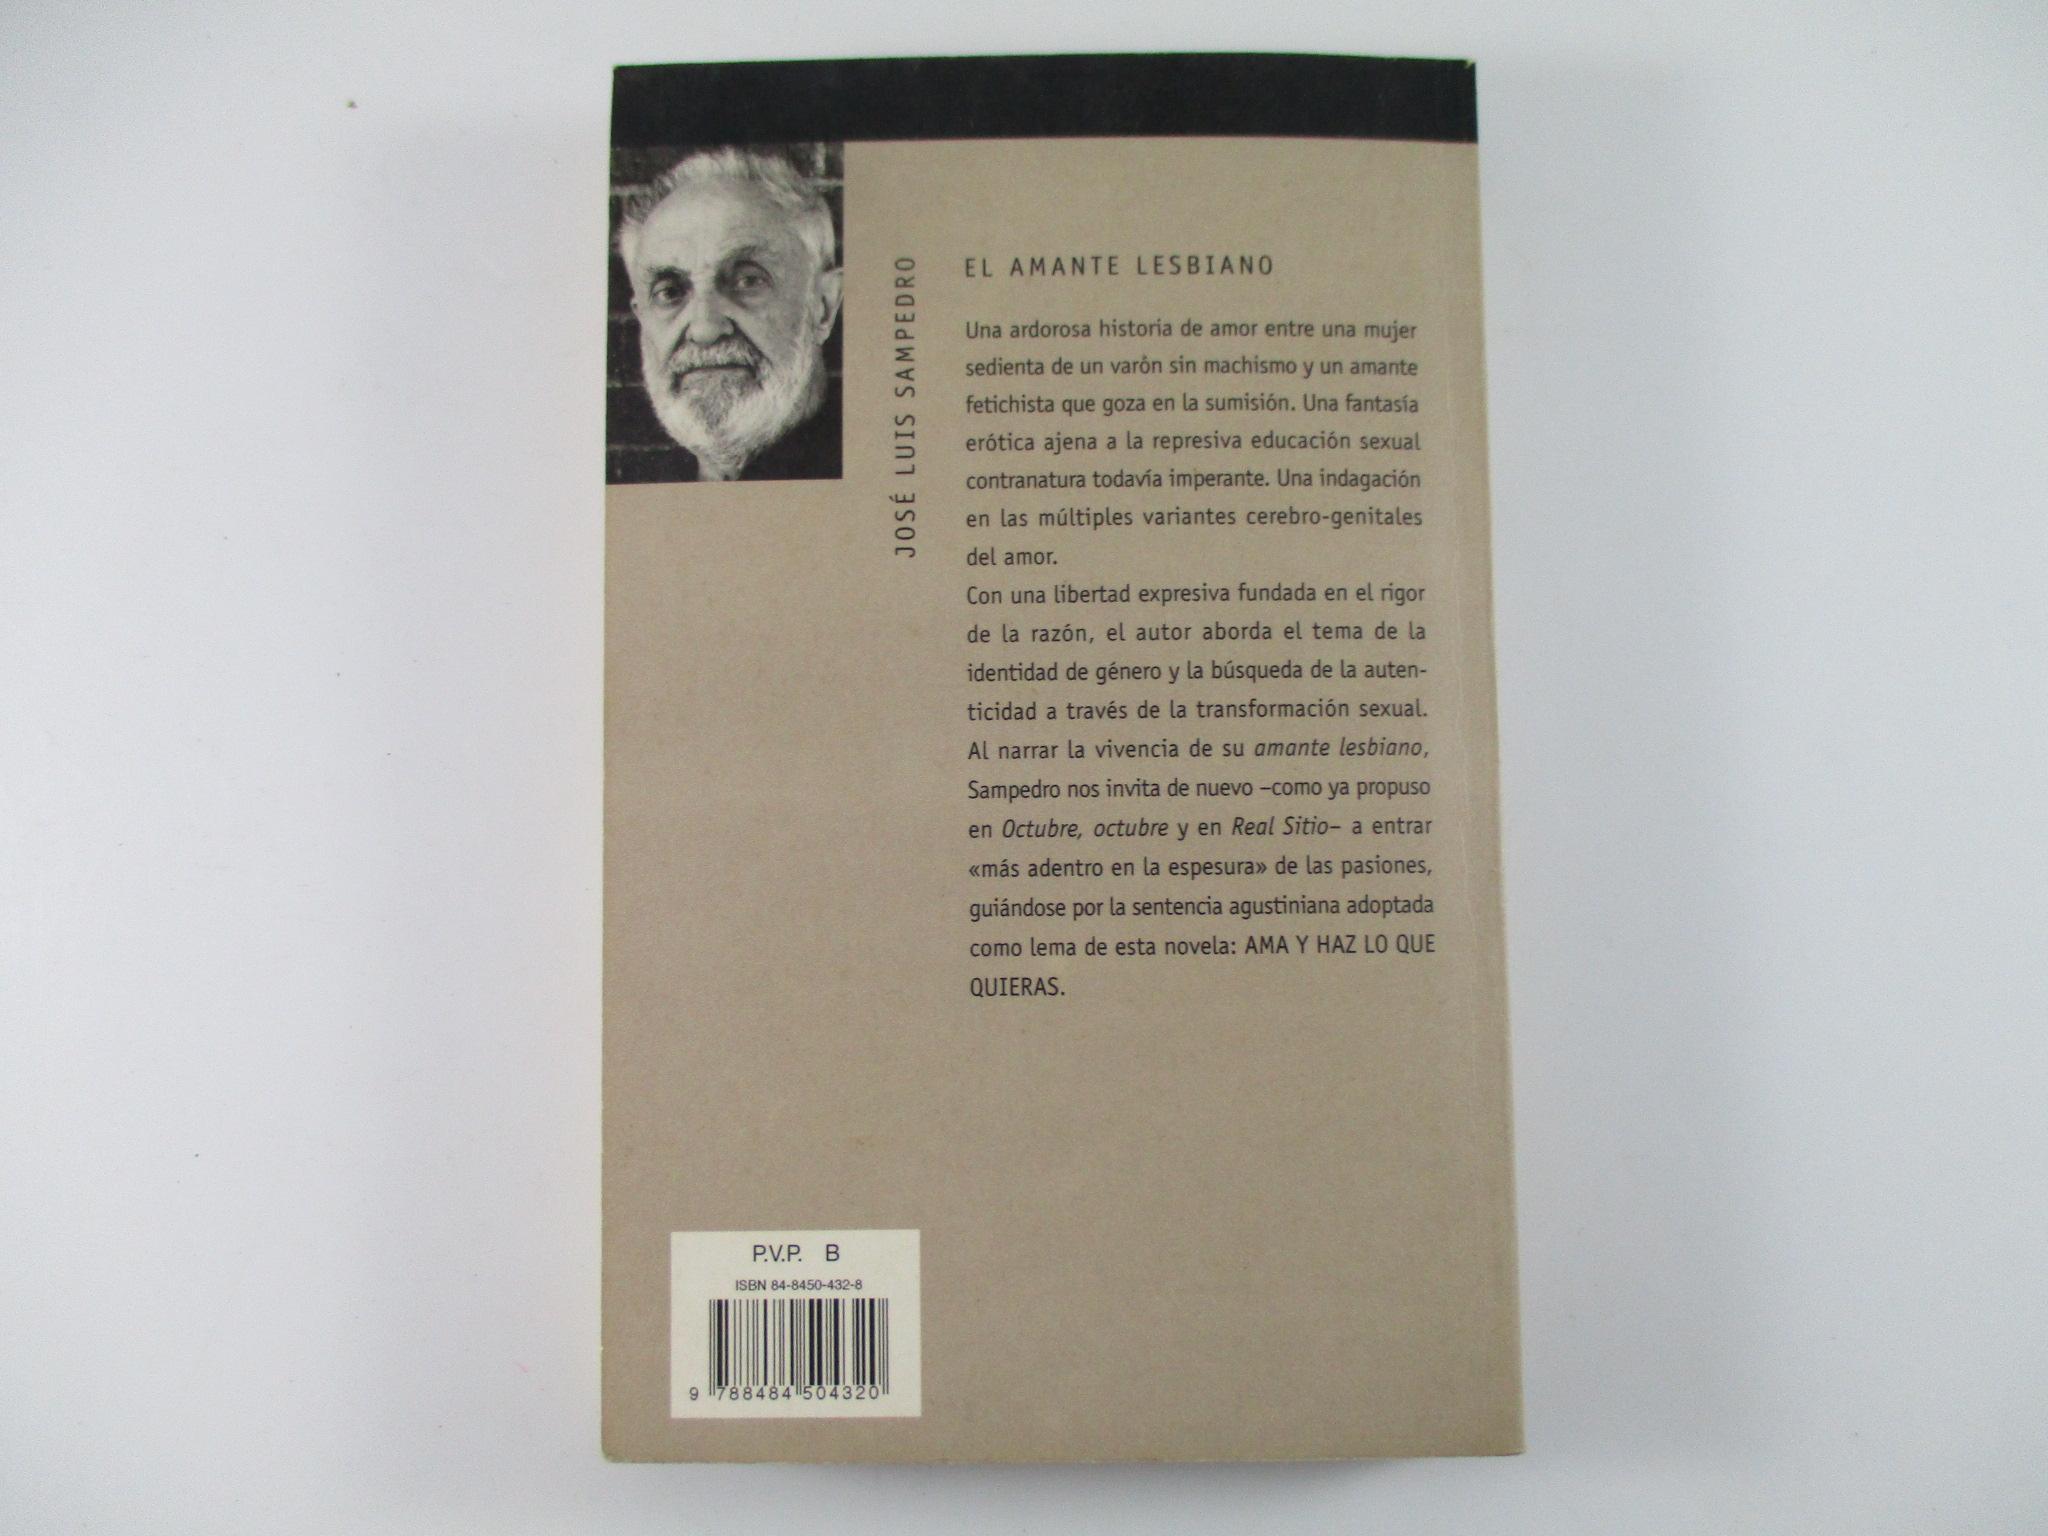 JOSÉ LUIS SAMPEDRO
EL AMANTE LESBIANO
Una ardorosa historia de amor entre una mujer
sedienta de un varón sin machismo y un amante
fetichista que goza en la sumisión. Una fantasía
erótica ajena a la represiva educación sexual
contranatura todavía imperante. Una indagación
en las múltiples variantes cerebro-genitales
del amor.
Con una libertad expresiva fundada en el rigor
de la razón, el autor aborda el tema de la
identidad de género y la búsqueda de la auten-
ticidad a través de la transformación sexual.
Al narrar la vivencia de su amante lesbiano,
Sampedro nos invita de nuevo –como ya propuso
en Octubre, octubre y en Real Sitio– a entrar
«más adentro en la espesura» de las pasiones,
guiándose por la sentencia agustiniana adoptada
como lema de esta novela: AMA Y HAZ LO QUE
QUIERAS.
P.V.P. B
ISBN 84-8450-432-8
9 788484 504320